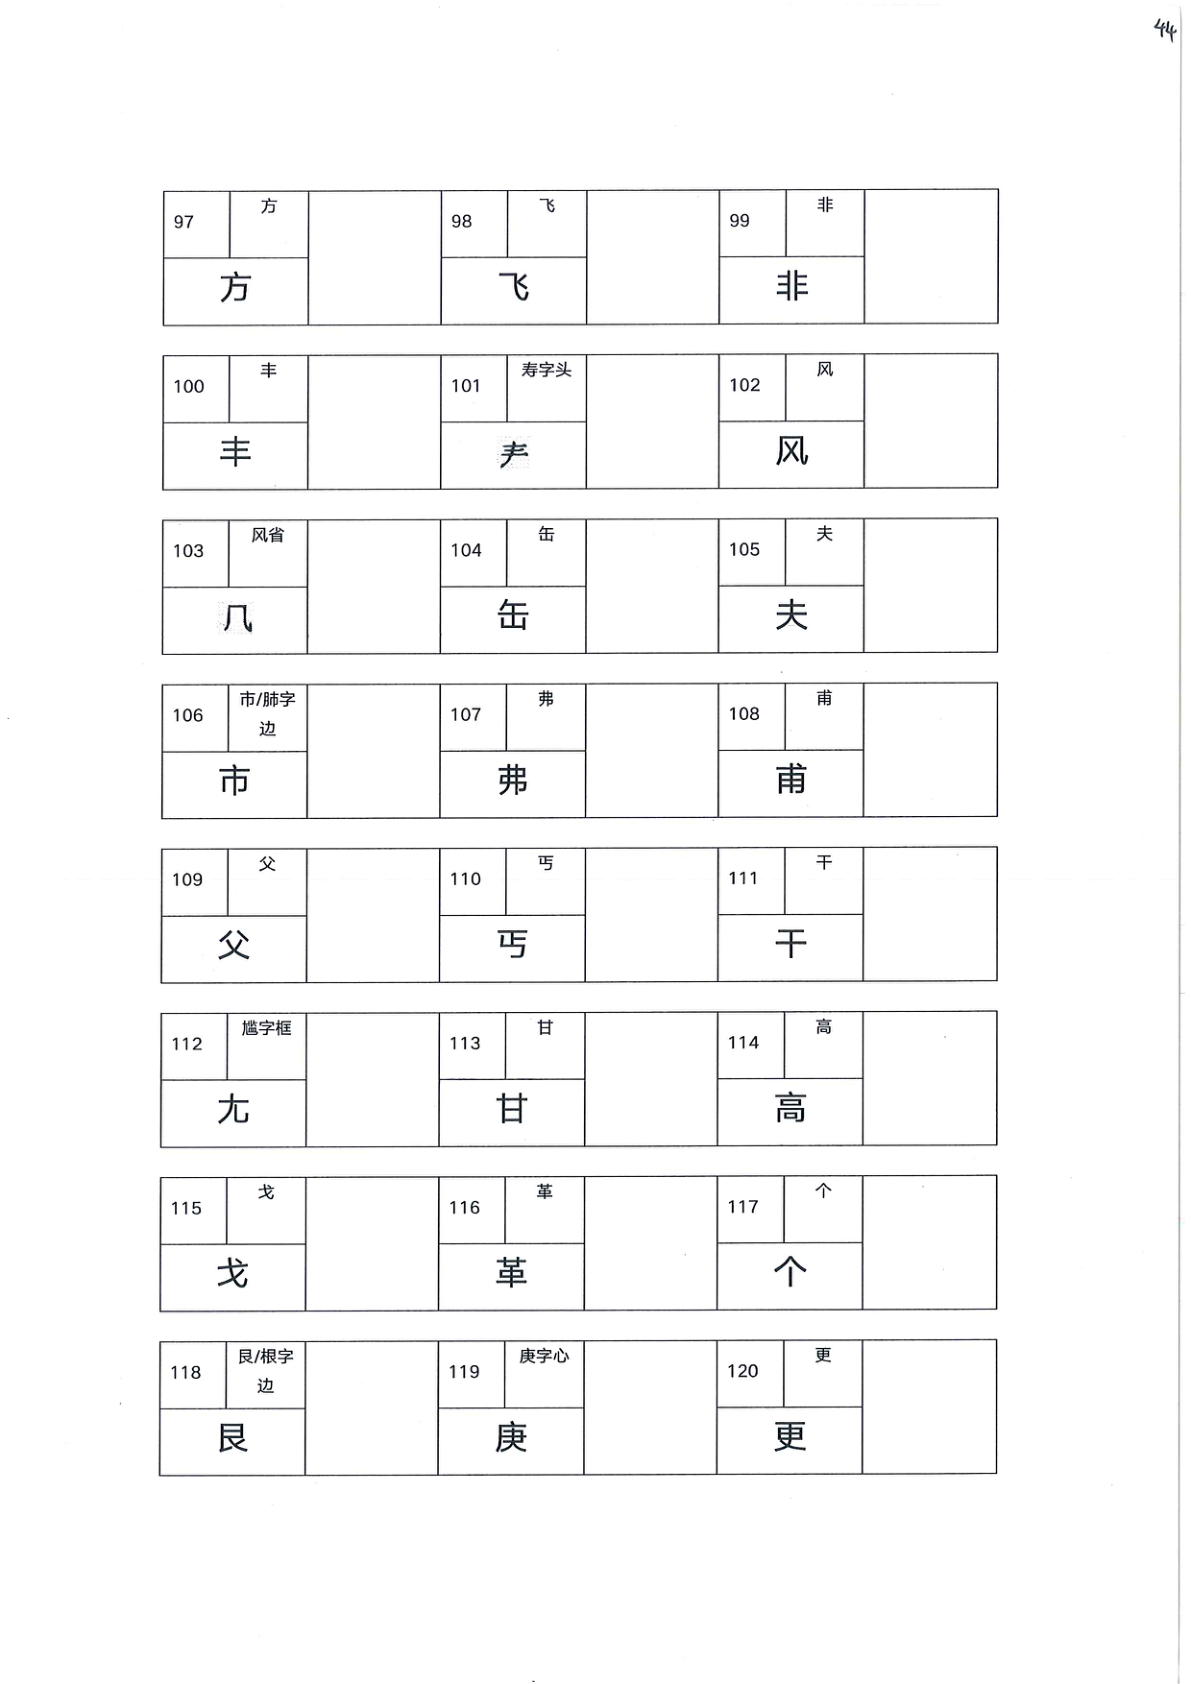 44
97 方 98 飞 99 非
方 飞 非
100 丰 101 寿字头 102 风
丰 𡗗 风
103 风省 104 缶 105 夫
⺇ 缶 夫
106 市/肺字 107 弗 108 甫
边
市 弗 甫
109 父 110 丐 111 干
父 丐 干
112 尴字框 113 甘 114 高
尢 甘 高
115 戈 116 革 117 个
戈 革 个
118 艮/根字 119 庚字心 120 更
边
艮 庚 更